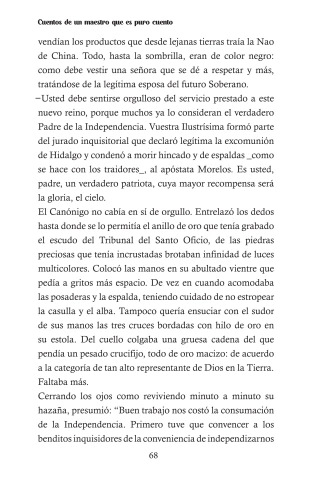 Cuentos de un maestro que es puro cuento
vendían los productos que desde lejanas tierras traía la Nao
de China. Todo, hasta la sombrilla, eran de color negro:
como debe vestir una señora que se dé a respetar y más,
tratándose de la legítima esposa del futuro Soberano.
–Usted debe sentirse orgulloso del servicio prestado a este
nuevo reino, porque muchos ya lo consideran el verdadero
Padre de la Independencia. Vuestra Ilustrísima formó parte
del jurado inquisitorial que declaró legítima la excomunión
de Hidalgo y condenó a morir hincado y de espaldas _como
se hace con los traidores_, al apóstata Morelos. Es usted,
padre, un verdadero patriota, cuya mayor recompensa será
la gloria, el cielo.
El Canónigo no cabía en sí de orgullo. Entrelazó los dedos
hasta donde se lo permitía el anillo de oro que tenía grabado
el escudo del Tribunal del Santo Oficio, de las piedras
preciosas que tenía incrustadas brotaban infinidad de luces
multicolores. Colocó las manos en su abultado vientre que
pedía a gritos más espacio. De vez en cuando acomodaba
las posaderas y la espalda, teniendo cuidado de no estropear
la casulla y el alba. Tampoco quería ensuciar con el sudor
de sus manos las tres cruces bordadas con hilo de oro en
su estola. Del cuello colgaba una gruesa cadena del que
pendía un pesado crucifijo, todo de oro macizo: de acuerdo
a la categoría de tan alto representante de Dios en la Tierra.
Faltaba más.
Cerrando los ojos como reviviendo minuto a minuto su
hazaña, presumió: “Buen trabajo nos costó la consumación
de la Independencia. Primero tuve que convencer a los
benditos inquisidores de la conveniencia de independizarnos
68